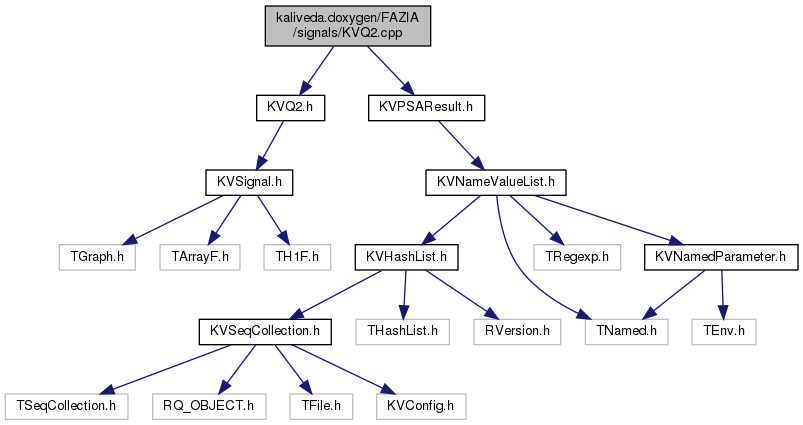 kaliveda.doxygen/FAZIA
/signals/KVQ2.cpp
KVQ2.h
KVPSAResult.h
KVSignal.h
KVNameValueList.h
TGraph.h
TArrayF.h
TH1F.h
KVHashList.h
TRegexp.h
KVNamedParameter.h
KVSeqCollection.h
THashList.h
RVersion.h
TNamed.h
TEnv.h
TSeqCollection.h
RQ_OBJECT.h
TFile.h
KVConfig.h